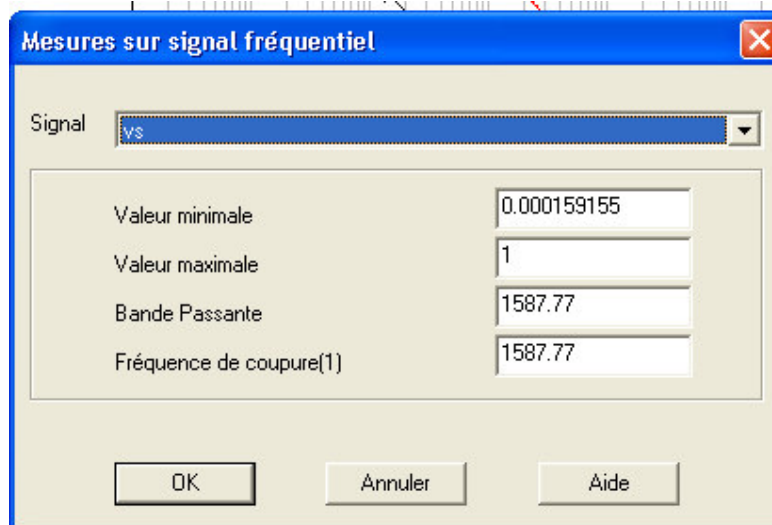 Mesures sur signal fréquentiel
Signal vs
Valeur minimale 0.000159155
Valeur maximale 1
Bande Passante 1587.77
Fréquence de coupure(1) 1587.77
OK Annuler Aide